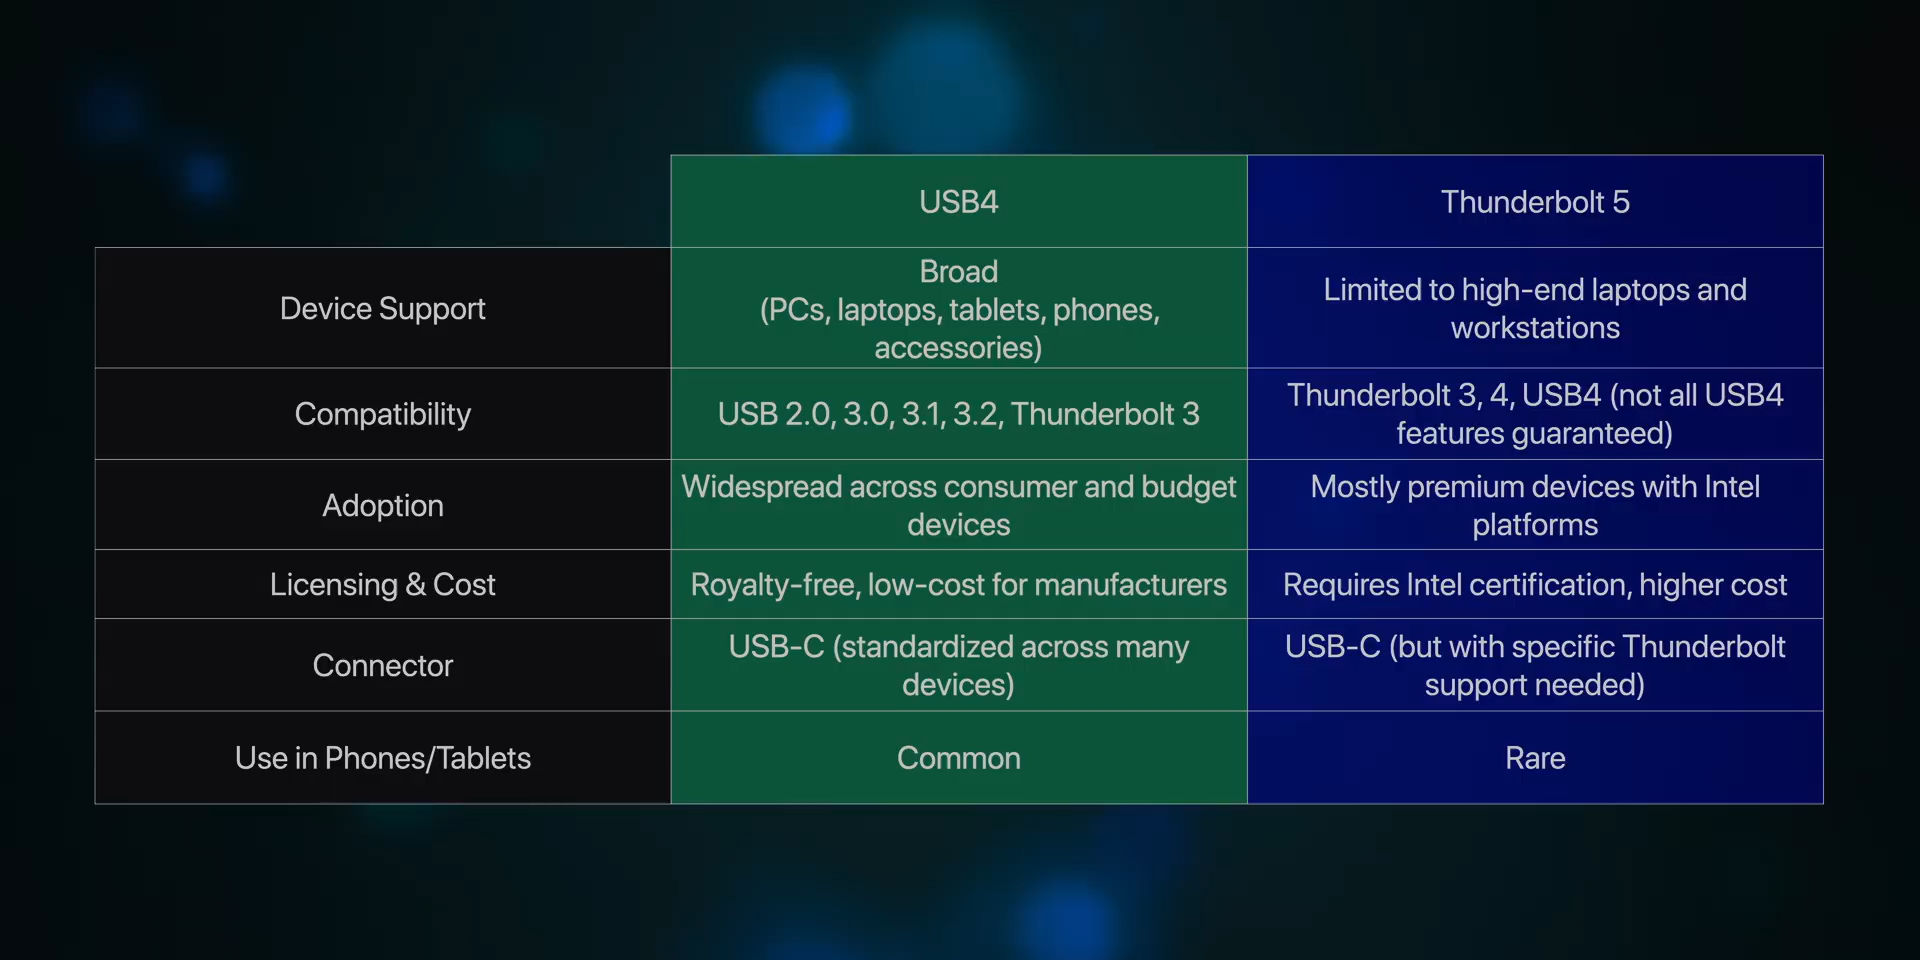 USB4
Thunderbolt 5
Device Support
Broad
(PCs, laptops, tablets, phones,
accessories)
Limited to high-end laptops and
workstations
Compatibility
USB 2.0, 3.0, 3.1, 3.2, Thunderbolt 3
Thunderbolt 3, 4, USB4 (not all USB4
features guaranteed)
Adoption
Widespread across consumer and budget
devices
Mostly premium devices with Intel
platforms
Licensing & Cost
Royalty-free, low-cost for manufacturers
Requires Intel certification, higher cost
Connector
USB-C (standardized across many
devices)
USB-C (but with specific Thunderbolt
support needed)
Use in Phones/Tablets
Common
Rare